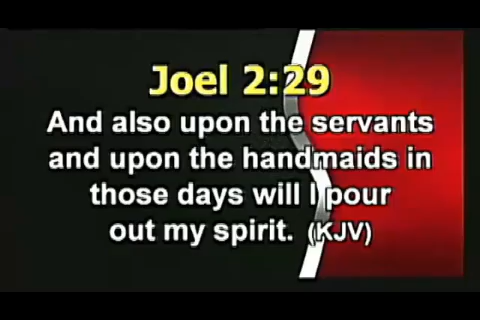 Joel 2:29
And also upon the servants
and upon the handmaids in
those days will I pour
out my spirit. (KJV)